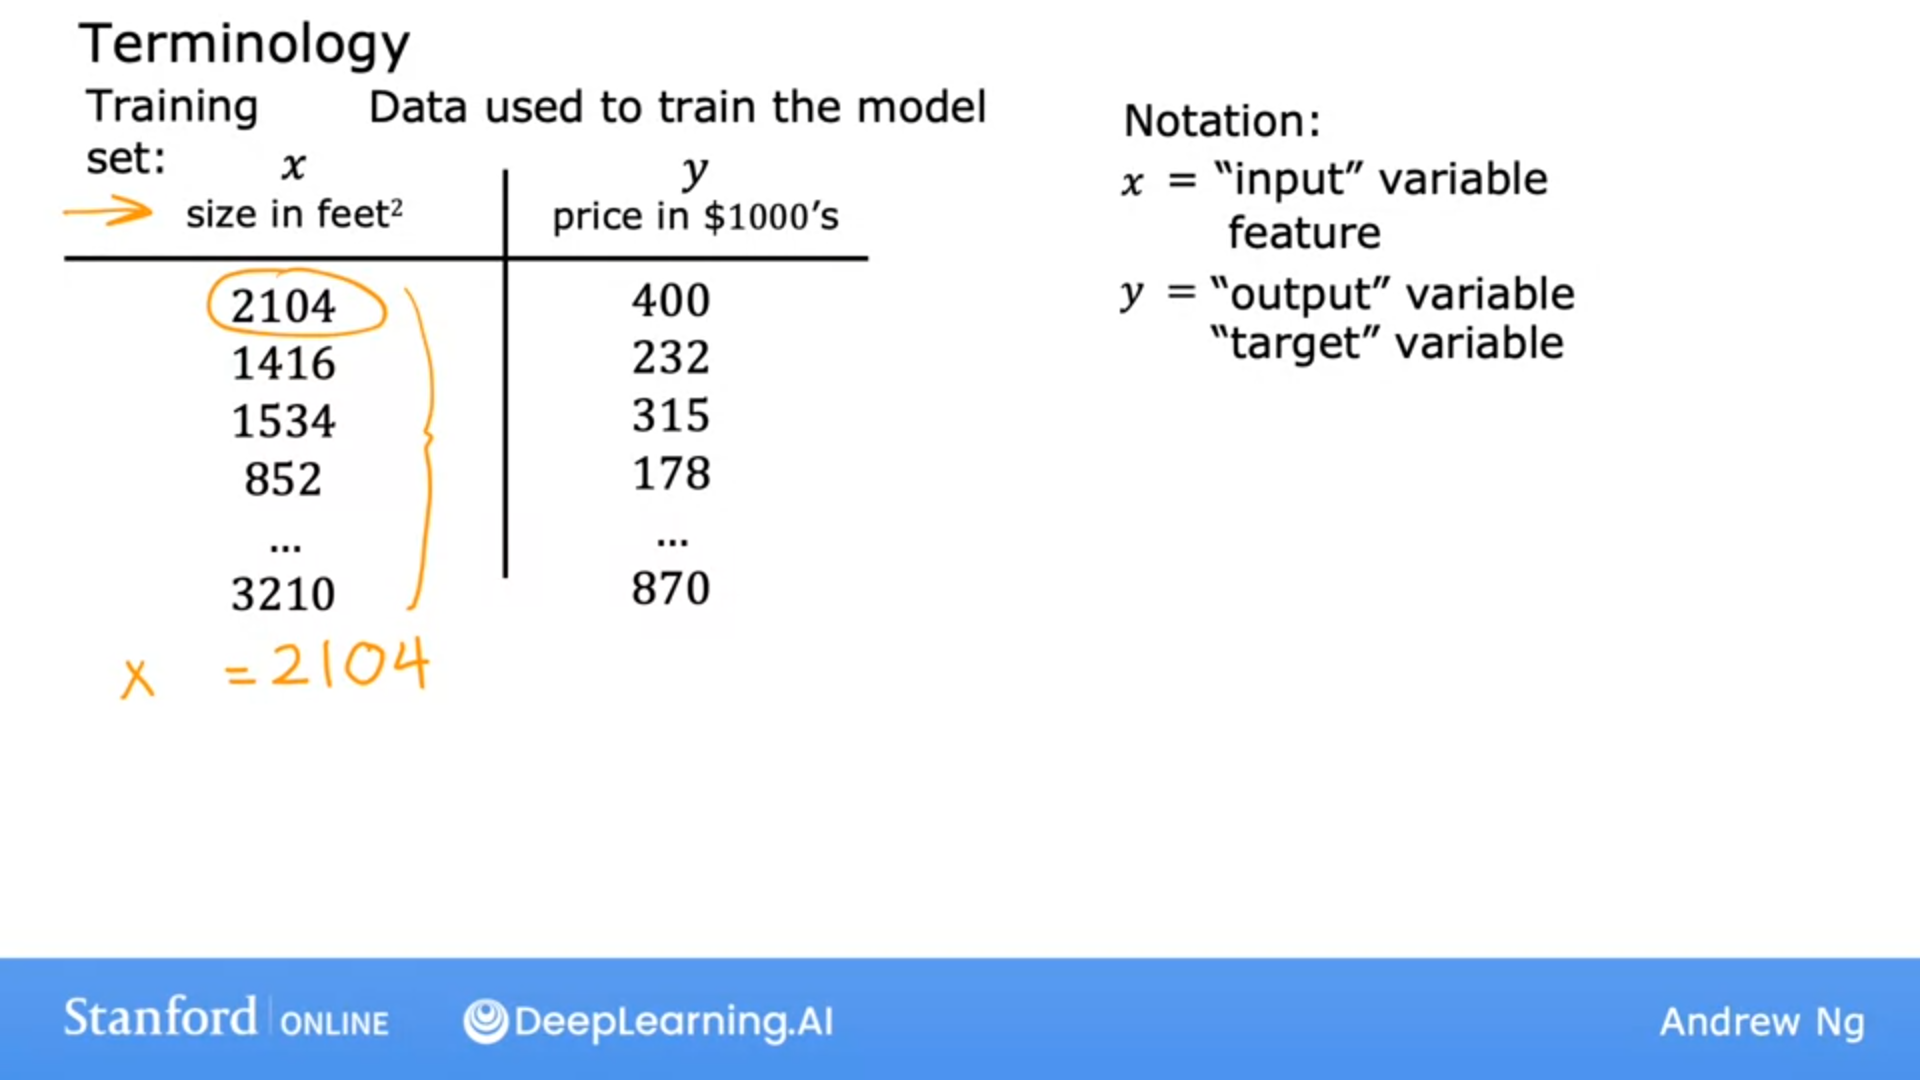 Terminology
Training set:
Data used to train the model
x
y
size in feet²
price in $1000's
2104 400
1416 232
1534 315
852 178
... ...
3210 870
x = 2104
Notation:
x = “input” variable
feature
y = “output” variable
“target” variable
Stanford ONLINE
DeepLearning.AI
Andrew Ng